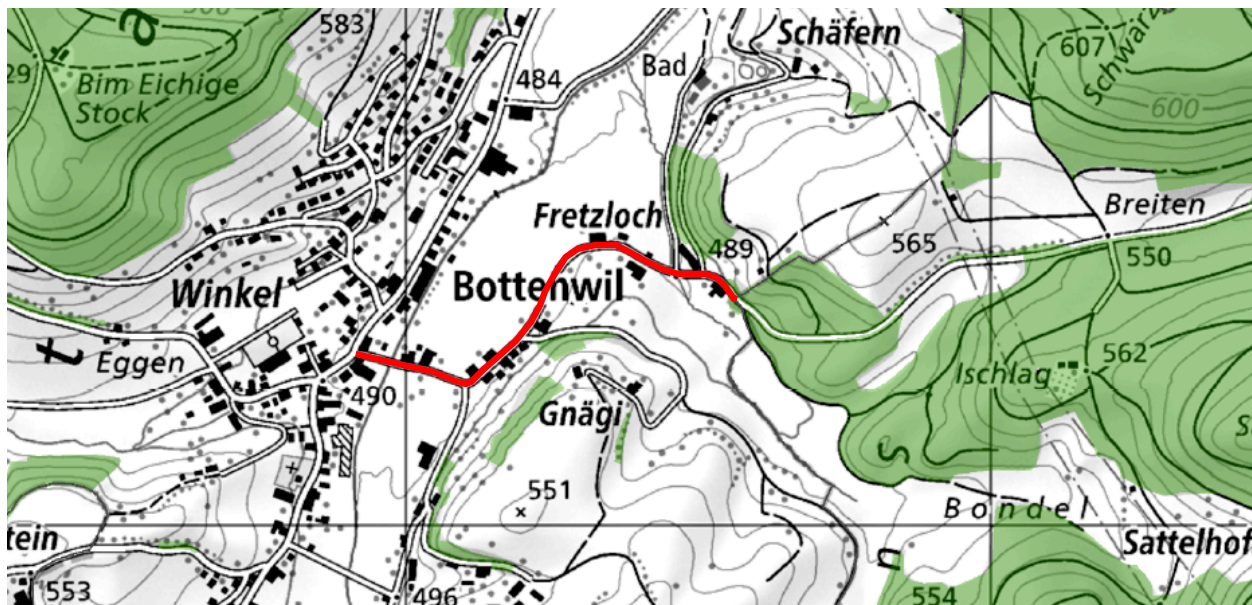 583
Schäfern
607
Schwarz
29
Bim Eichige
Stock
a
484
Bad
600
Fretzloch
489
565
Breiten
550
Winkel
Bottenwil
t
Eggen
490
Gnägi
Ischlag
562
s
551
Bondel
n
Sattelhof
tein
553
496
554